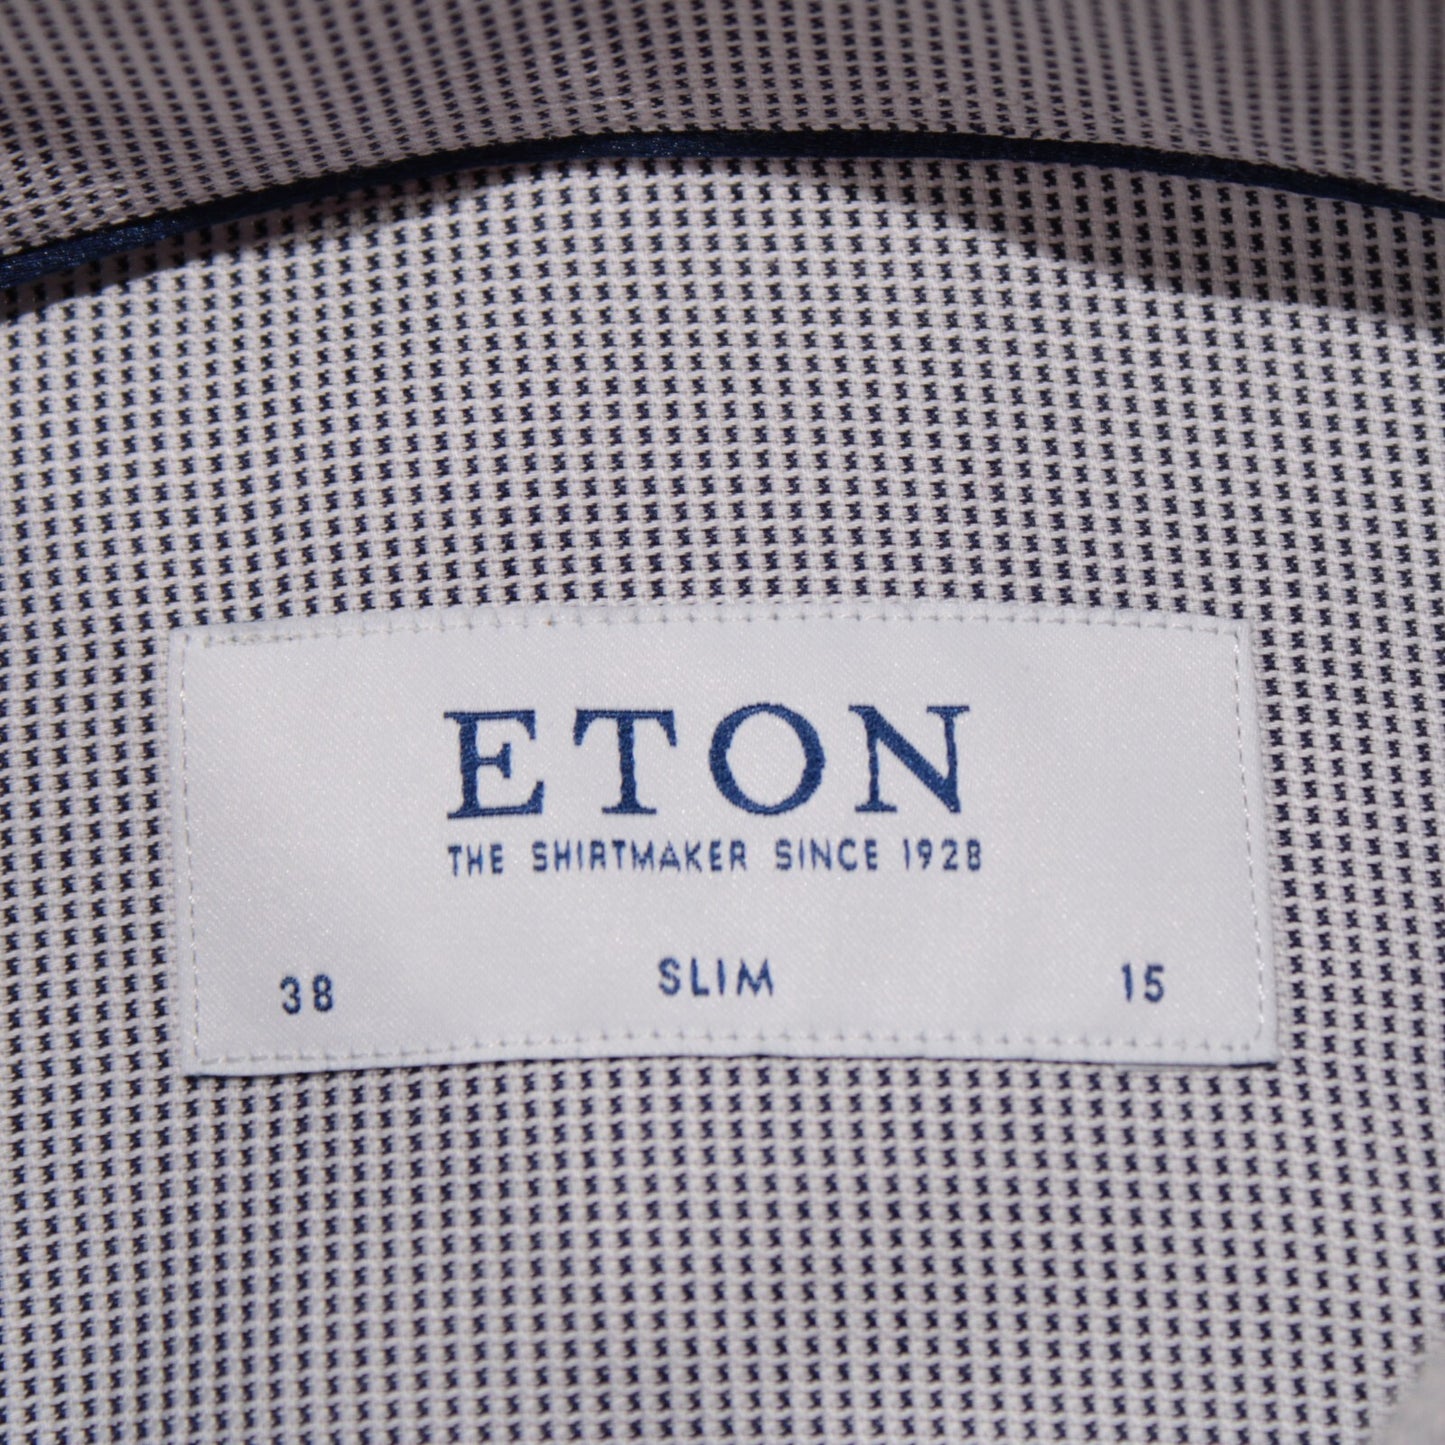 ETON
THE SHIRTMAKER SINCE 1928
38 SLIM 15